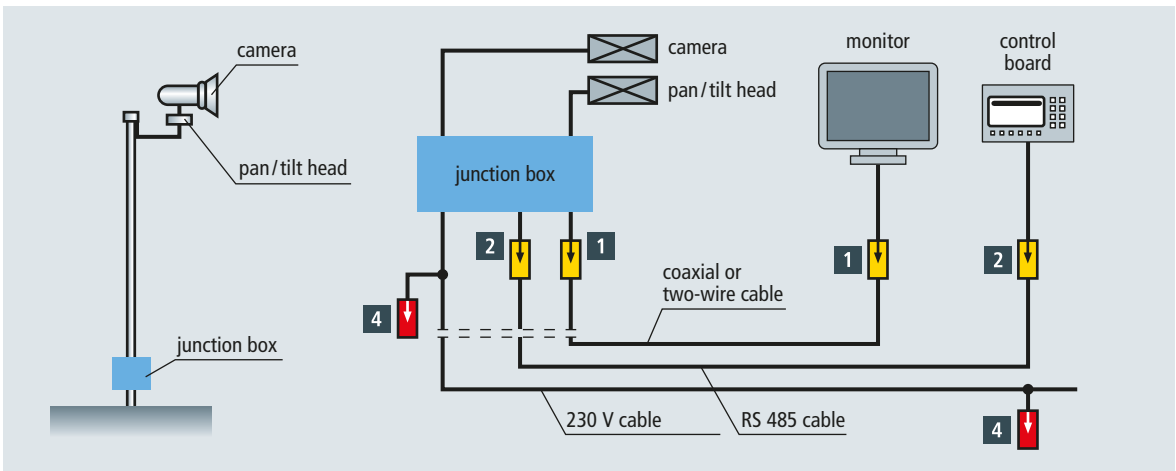 camera
pan / tilt head
junction box
camera
pan / tilt head
junction box
monitor
control
board
2
1
1
2
4
coaxial or
two-wire cable
230 V cable
RS 485 cable
4